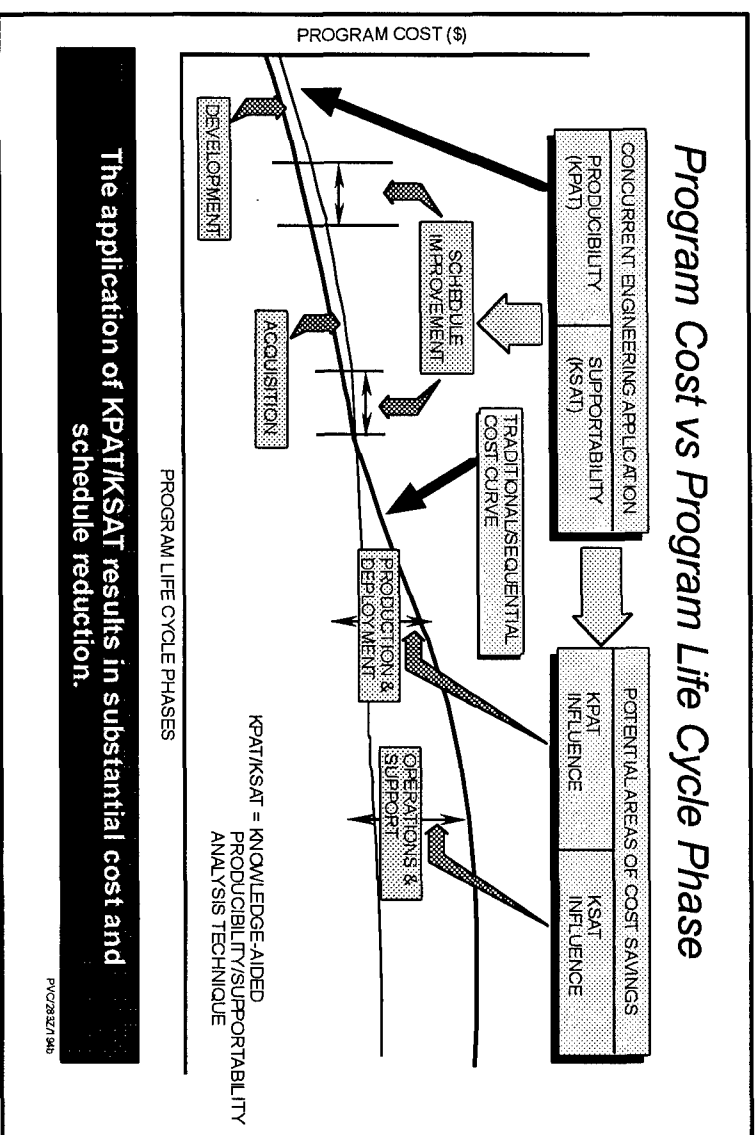 Program Cost vs Program Life Cycle Phase
CONCURRENT ENGINEERING APPLICATION
PRODUCIBILITY
(KPAT)
SUPPORTABILITY
(KSAT)
POTENTIAL AREAS OF COST SAVINGS
KPAT
INFLUENCE
KSAT
INFLUENCE
SCHEDULE
IMPROVEMENT
TRADITIONAL/SEQUENTIAL
COST CURVE
PROGRAM COST ($)
DEVELOPMENT
ACQUISITION
PRODUCTION &
DEPLOYMENT
OPERATIONS &
SUPPORT
KPAT/KSAT = KNOWLEDGE-AIDED
PRODUCIBILITY/SUPPORTABILITY
ANALYSIS TECHNIQUE
PROGRAM LIFE CYCLE PHASES
The application of KPAT/KSAT results in substantial cost and
schedule reduction.